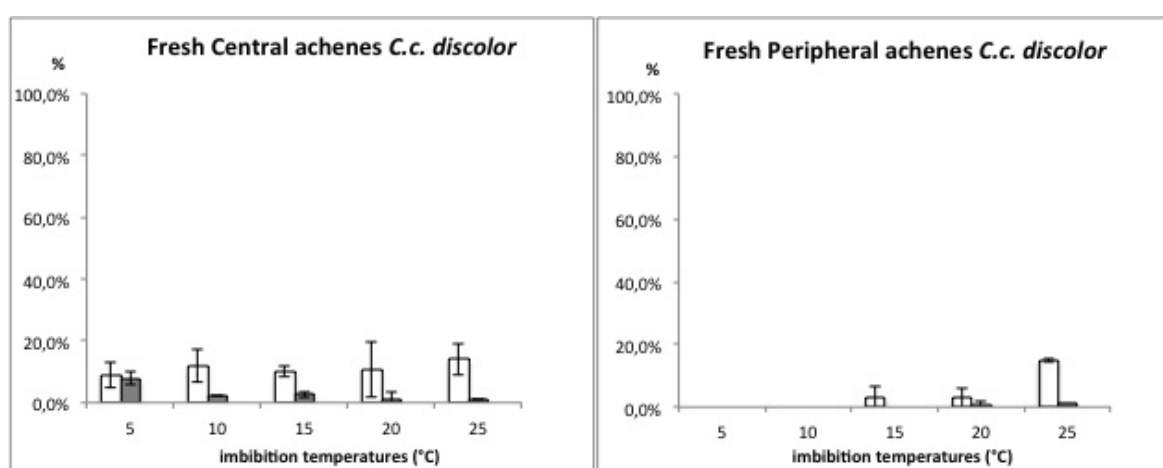 Fresh Central achenes C.c. discolor
%
100,0%
80,0%
60,0%
40,0%
20,0%
0,0%
5 10 15 20 25
imbibition temperatures (°C)
Fresh Peripheral achenes C.c. discolor
%
100,0%
80,0%
60,0%
40,0%
20,0%
0,0%
5 10 15 20 25
imbibition temperatures (°C)